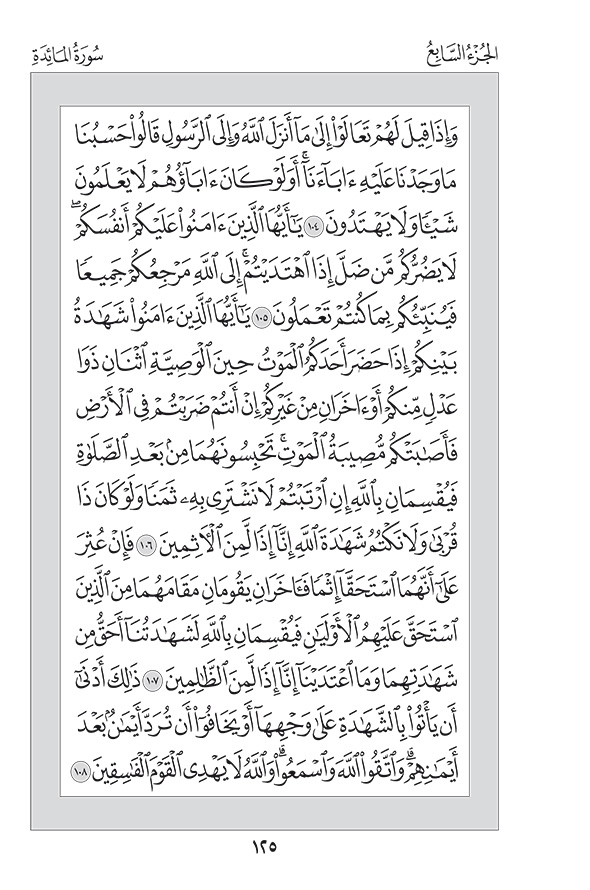 الجُزْءُ السَّابِعُ
سُورَةُ المَائِدَةِ
وَإِذَا قِيلَ لَهُمْ تَعَالَوْا۟ إِلَىٰ مَآ أَنزَلَ ٱللَّهُ وَإِلَى ٱلرَّسُولِ قَالُوا۟ حَسْبُنَا
مَا وَجَدْنَا عَلَيْهِ ءَابَآءَنَآ ۚ أَوَلَوْ كَانَ ءَابَآؤُهُمْ لَا يَعْلَمُونَ
شَيْـًٔا وَلَا يَهْتَدُونَ ١٠٤ يَـٰٓأَيُّهَا ٱلَّذِينَ ءَامَنُوا۟ عَلَيْكُمْ أَنفُسَكُمْ ۖ
لَا يَضُرُّكُم مَّن ضَلَّ إِذَا ٱهْتَدَيْتُمْ ۚ إِلَى ٱللَّهِ مَرْجِعُكُمْ جَمِيعًا
فَيُنَبِّئُكُم بِمَا كُنتُمْ تَعْمَلُونَ ١٠٥ يَـٰٓأَيُّهَا ٱلَّذِينَ ءَامَنُوا۟ شَهَـٰدَةُ
بَيْنِكُمْ إِذَا حَضَرَ أَحَدَكُمُ ٱلْمَوْتُ حِينَ ٱلْوَصِيَّةِ ٱثْنَانِ ذَوَا
عَدْلٍ مِّنكُمْ أَوْ ءَاخَرَانِ مِنْ غَيْرِكُمْ إِنْ أَنتُمْ ضَرَبْتُمْ فِى ٱلْأَرْضِ
فَأَصَـٰبَتْكُم مُّصِيبَةُ ٱلْمَوْتِ ۚ تَحْبِسُونَهُمَا مِنۢ بَعْدِ ٱلصَّلَوٰةِ
فَيُقْسِمَانِ بِٱللَّهِ إِنِ ٱرْتَبْتُمْ لَا نَشْتَرِى بِهِۦ ثَمَنًا وَلَوْ كَانَ ذَا
قُرْبَىٰ وَلَا نَكْتُمُ شَهَـٰدَةَ ٱللَّهِ إِنَّآ إِذًا لَّمِنَ ٱلْـَٔاثِمِينَ ١٠٦ فَإِنْ عُثِرَ
عَلَىٰٓ أَنَّهُمَا ٱسْتَحَقَّآ إِثْمًا فَـَٔاخَرَانِ يَقُومَانِ مَقَامَهُمَا مِنَ ٱلَّذِينَ
ٱسْتَحَقَّ عَلَيْهِمُ ٱلْأَوْلَيَـٰنِ فَيُقْسِمَانِ بِٱللَّهِ لَشَهَـٰدَتُنَآ أَحَقُّ مِن
شَهَـٰدَتِهِمَا وَمَا ٱعْتَدَيْنَآ إِنَّآ إِذًا لَّمِنَ ٱلظَّـٰلِمِينَ ١٠٧ ذَٰلِكَ أَدْنَىٰٓ
أَن يَأْتُوا۟ بِٱلشَّهَـٰدَةِ عَلَىٰ وَجْهِهَآ أَوْ يَخَافُوٓا۟ أَن تُرَدَّ أَيْمَـٰنٌۢ بَعْدَ
أَيْمَـٰنِهِمْ ۗ وَٱتَّقُوا۟ ٱللَّهَ وَٱسْمَعُوا۟ ۗ وَٱللَّهُ لَا يَهْدِى ٱلْقَوْمَ ٱلْفَـٰسِقِينَ ١٠٨
١٢٥